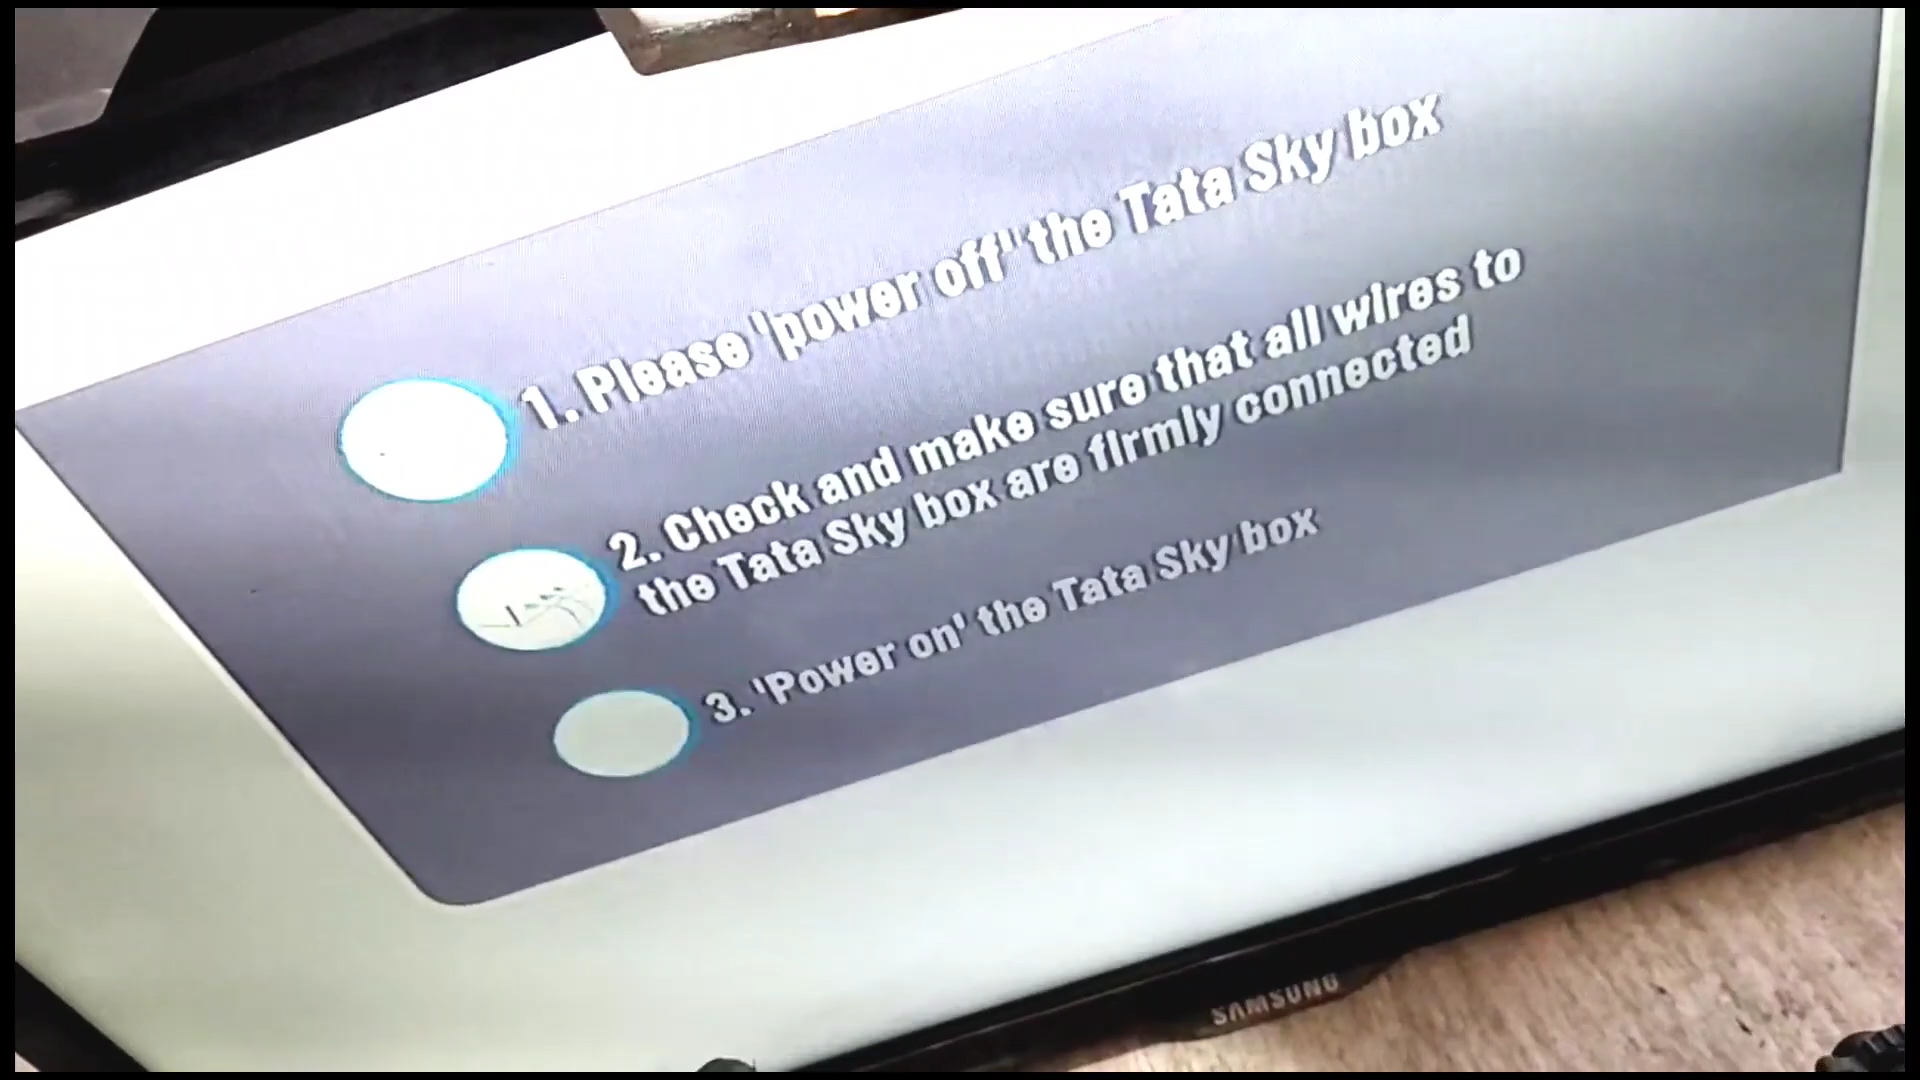 1. Please 'power off' the Tata Sky box
2. Check and make sure that all wires to
the Tata Sky box are firmly connected
3. 'Power on' the Tata Sky box
SAMSUNG